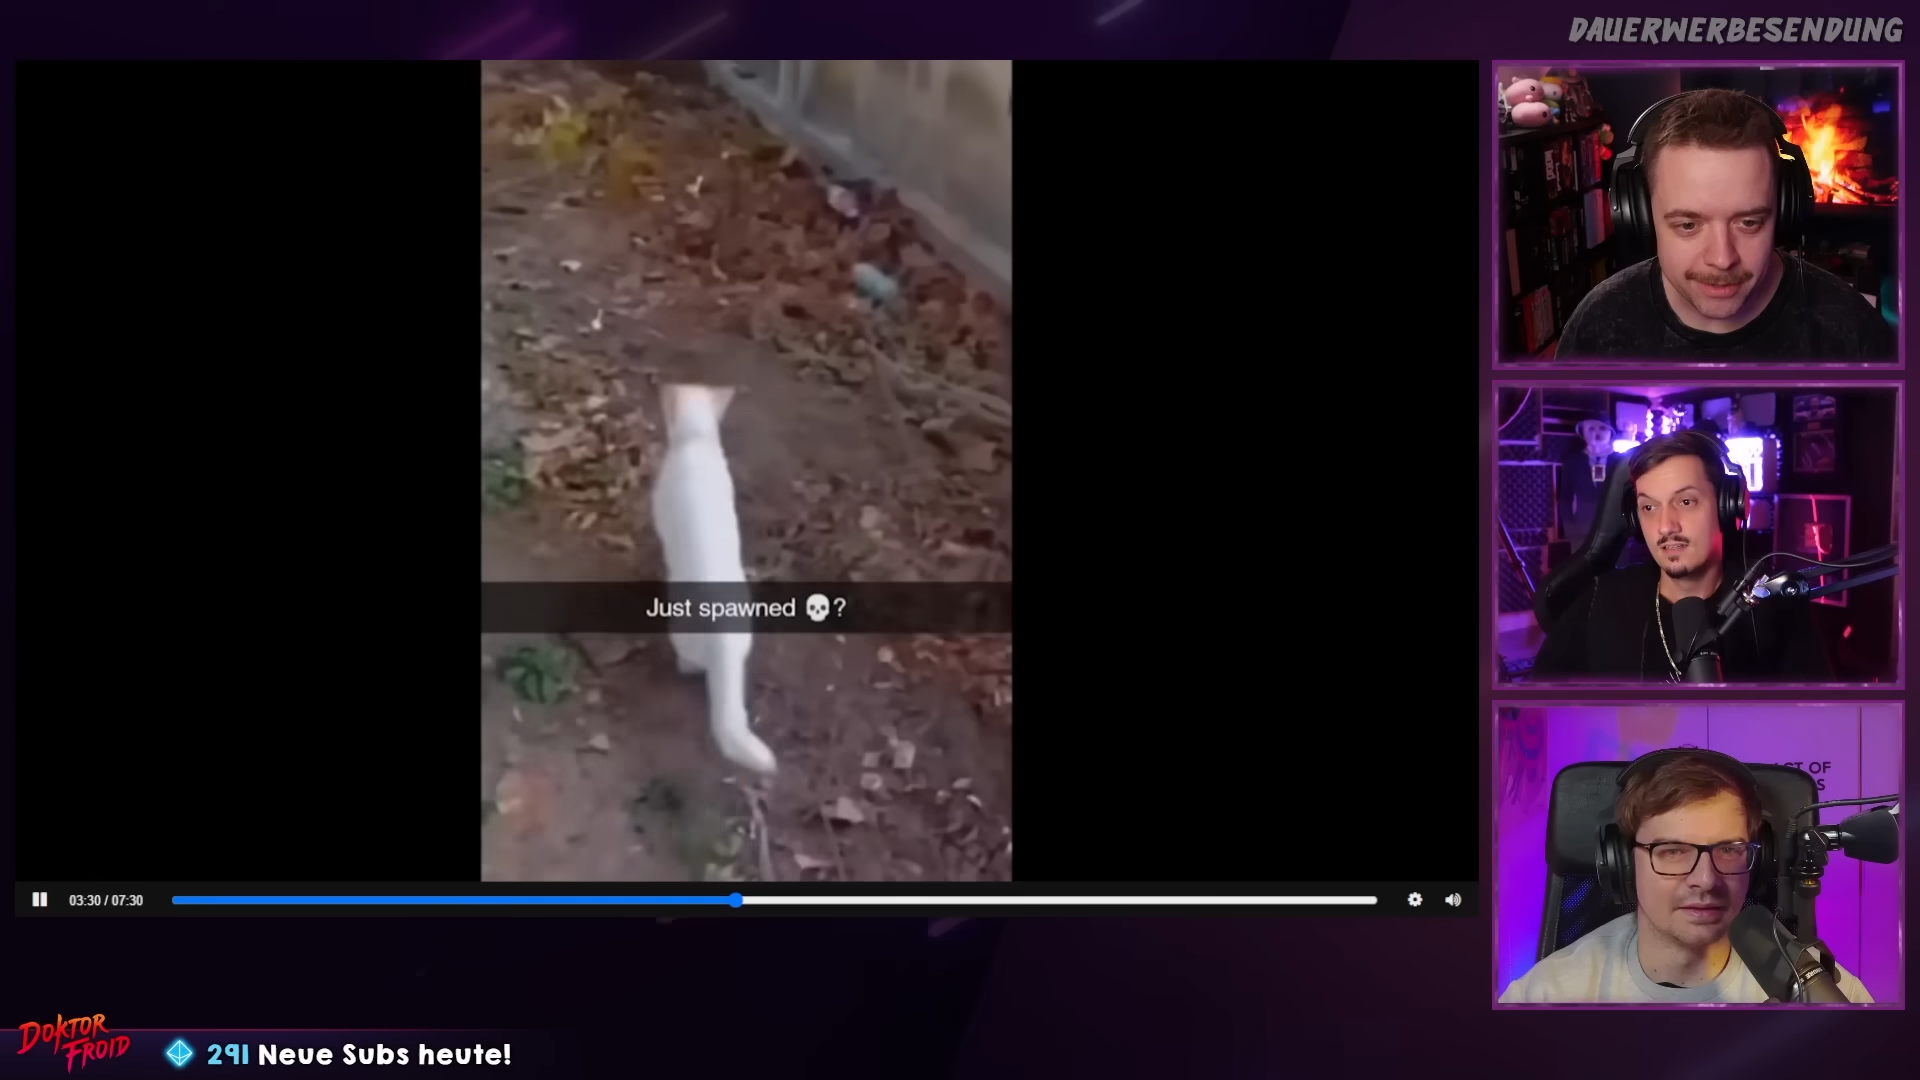 DAUERWERBESENDUNG
Just spawned 💀?
03:30 / 07:30
DOKTOR
FROID
291 Neue Subs heute!